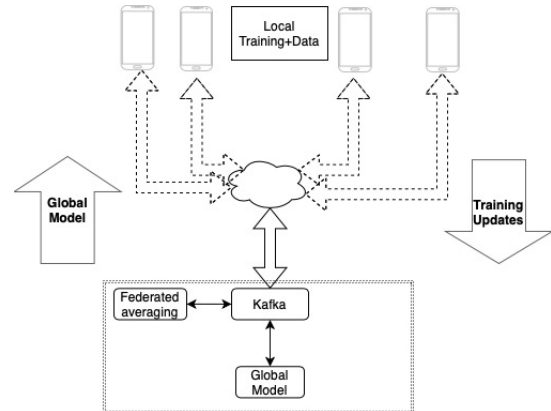 Local
Training+Data
Global
Model
Training
Updates
Federated
averaging
Kafka
Global
Model